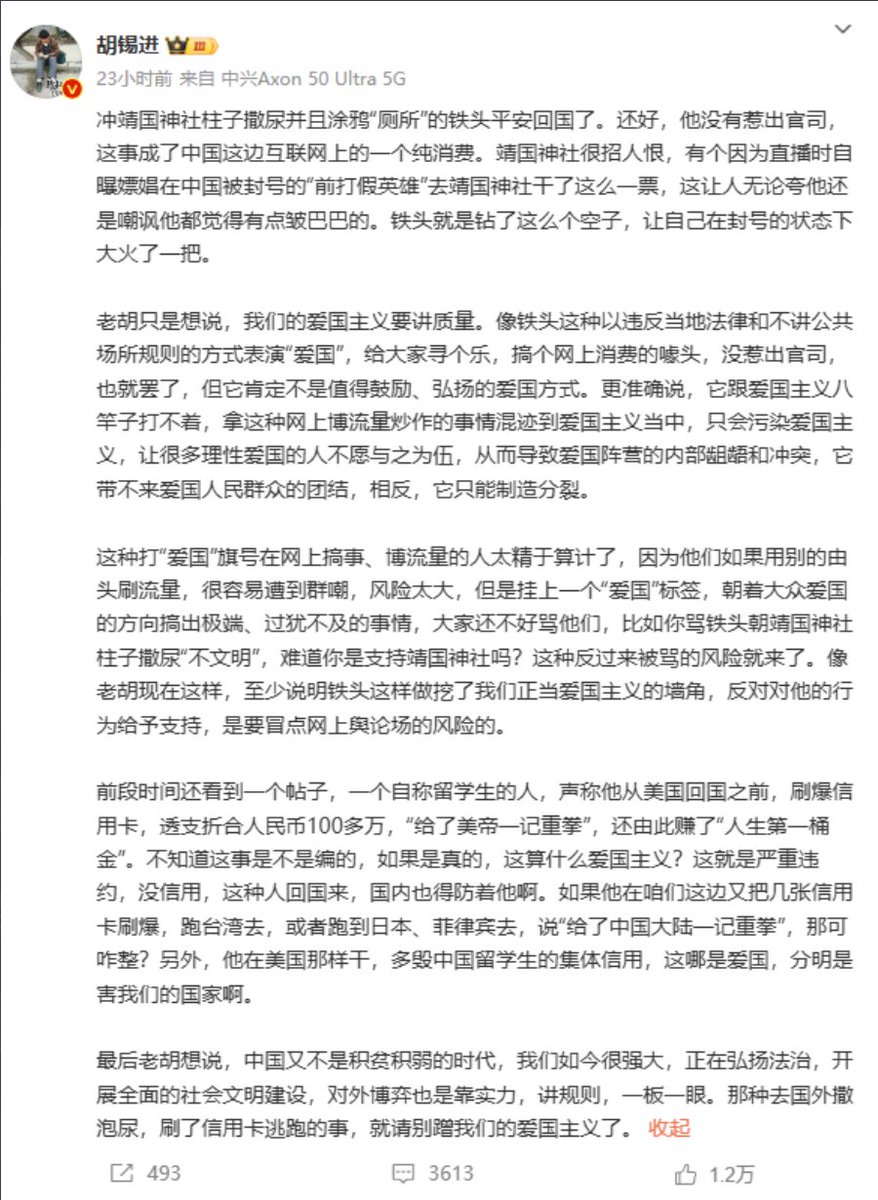 胡锡进 III
23小时前 来自 中兴Axon 50 Ultra 5G
冲靖国神社柱子撒尿并且涂鸦“厕所”的铁头平安回国了。还好，他没有惹出官司，
这事成了中国这边互联网上的一个纯消费。靖国神社很招人恨，有个因为直播时自
曝嫖娼在中国被封号的“前打假英雄”去靖国神社干了这么一票，这让人无论夸他还
是嘲讽他都觉得有点皱巴巴的。铁头就是钻了这么个空子，让自己在封号的状态下
大火了一把。
老胡只是想说，我们的爱国主义要讲质量。像铁头这种以违反当地法律和不讲公共
场所规则的方式表演“爱国”，给大家寻个乐，搞个网上消费的噱头，没惹出官司，
也就罢了，但它肯定不是值得鼓励、弘扬的爱国方式。更准确说，它跟爱国主义八
竿子打不着，拿这种网上博流量炒作的事情混迹到爱国主义当中，只会污染爱国主
义，让很多理性爱国的人不愿与之为伍，从而导致爱国阵营的内部龃龉和冲突，它
带不来爱国人民群众的团结，相反，它只能制造分裂。
这种打“爱国”旗号在网上搞事、博流量的人太精于算计了，因为他们如果用别的由
头刷流量，很容易遭到群嘲，风险太大，但是挂上一个“爱国”标签，朝着大众爱国
的方向搞出极端、过犹不及的事情，大家还不好骂他们，比如你骂铁头朝靖国神社
柱子撒尿“不文明”，难道你是支持靖国神社吗？这种反过来被骂的风险就来了。像
老胡现在这样，至少说明铁头这样做挖了我们正当爱国主义的墙角，反对对他的行
为给予支持，是要冒点网上舆论场的风险的。
前段时间还看到一个帖子，一个自称留学生的人，声称他从美国回国之前，刷爆信
用卡，透支折合人民币100多万，“给了美帝一记重拳”，还由此赚了“人生第一桶
金”。不知道这事是不是编的，如果是真的，这算什么爱国主义？这就是严重违
约，没信用，这种人回国来，国内也得防着他啊。如果他在咱们这边又把几张信用
卡刷爆，跑台湾去，或者跑到日本、菲律宾去，说“给了中国大陆一记重拳”，那可
咋整？另外，他在美国那样干，多毁中国留学生的集体信用，这哪是爱国，分明是
害我们的国家啊。
最后老胡想说，中国又不是积贫积弱的时代，我们如今很强大，正在弘扬法治，开
展全面的社会文明建设，对外博弈也是靠实力，讲规则，一板一眼。那种去国外撒
泡尿，刷了信用卡逃跑的事，就请别蹭我们的爱国主义了。 收起
493 3613 1.2万